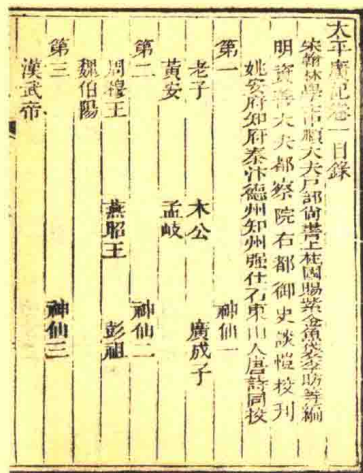 太平廣記卷一目錄
宋翰林學士中順大夫戶部尚書上柱國賜紫金魚袋李昉等編
明資善大夫都察院右都御史談愷校刊
姚安府知府秦汴德州知州強仕石東山人唐詩同校
第一 神仙一
老子 木公 廣成子
黃安 孟岐
第二 神仙二
周穆王 燕昭王 彭祖
魏伯陽
第三 神仙三
漢武帝